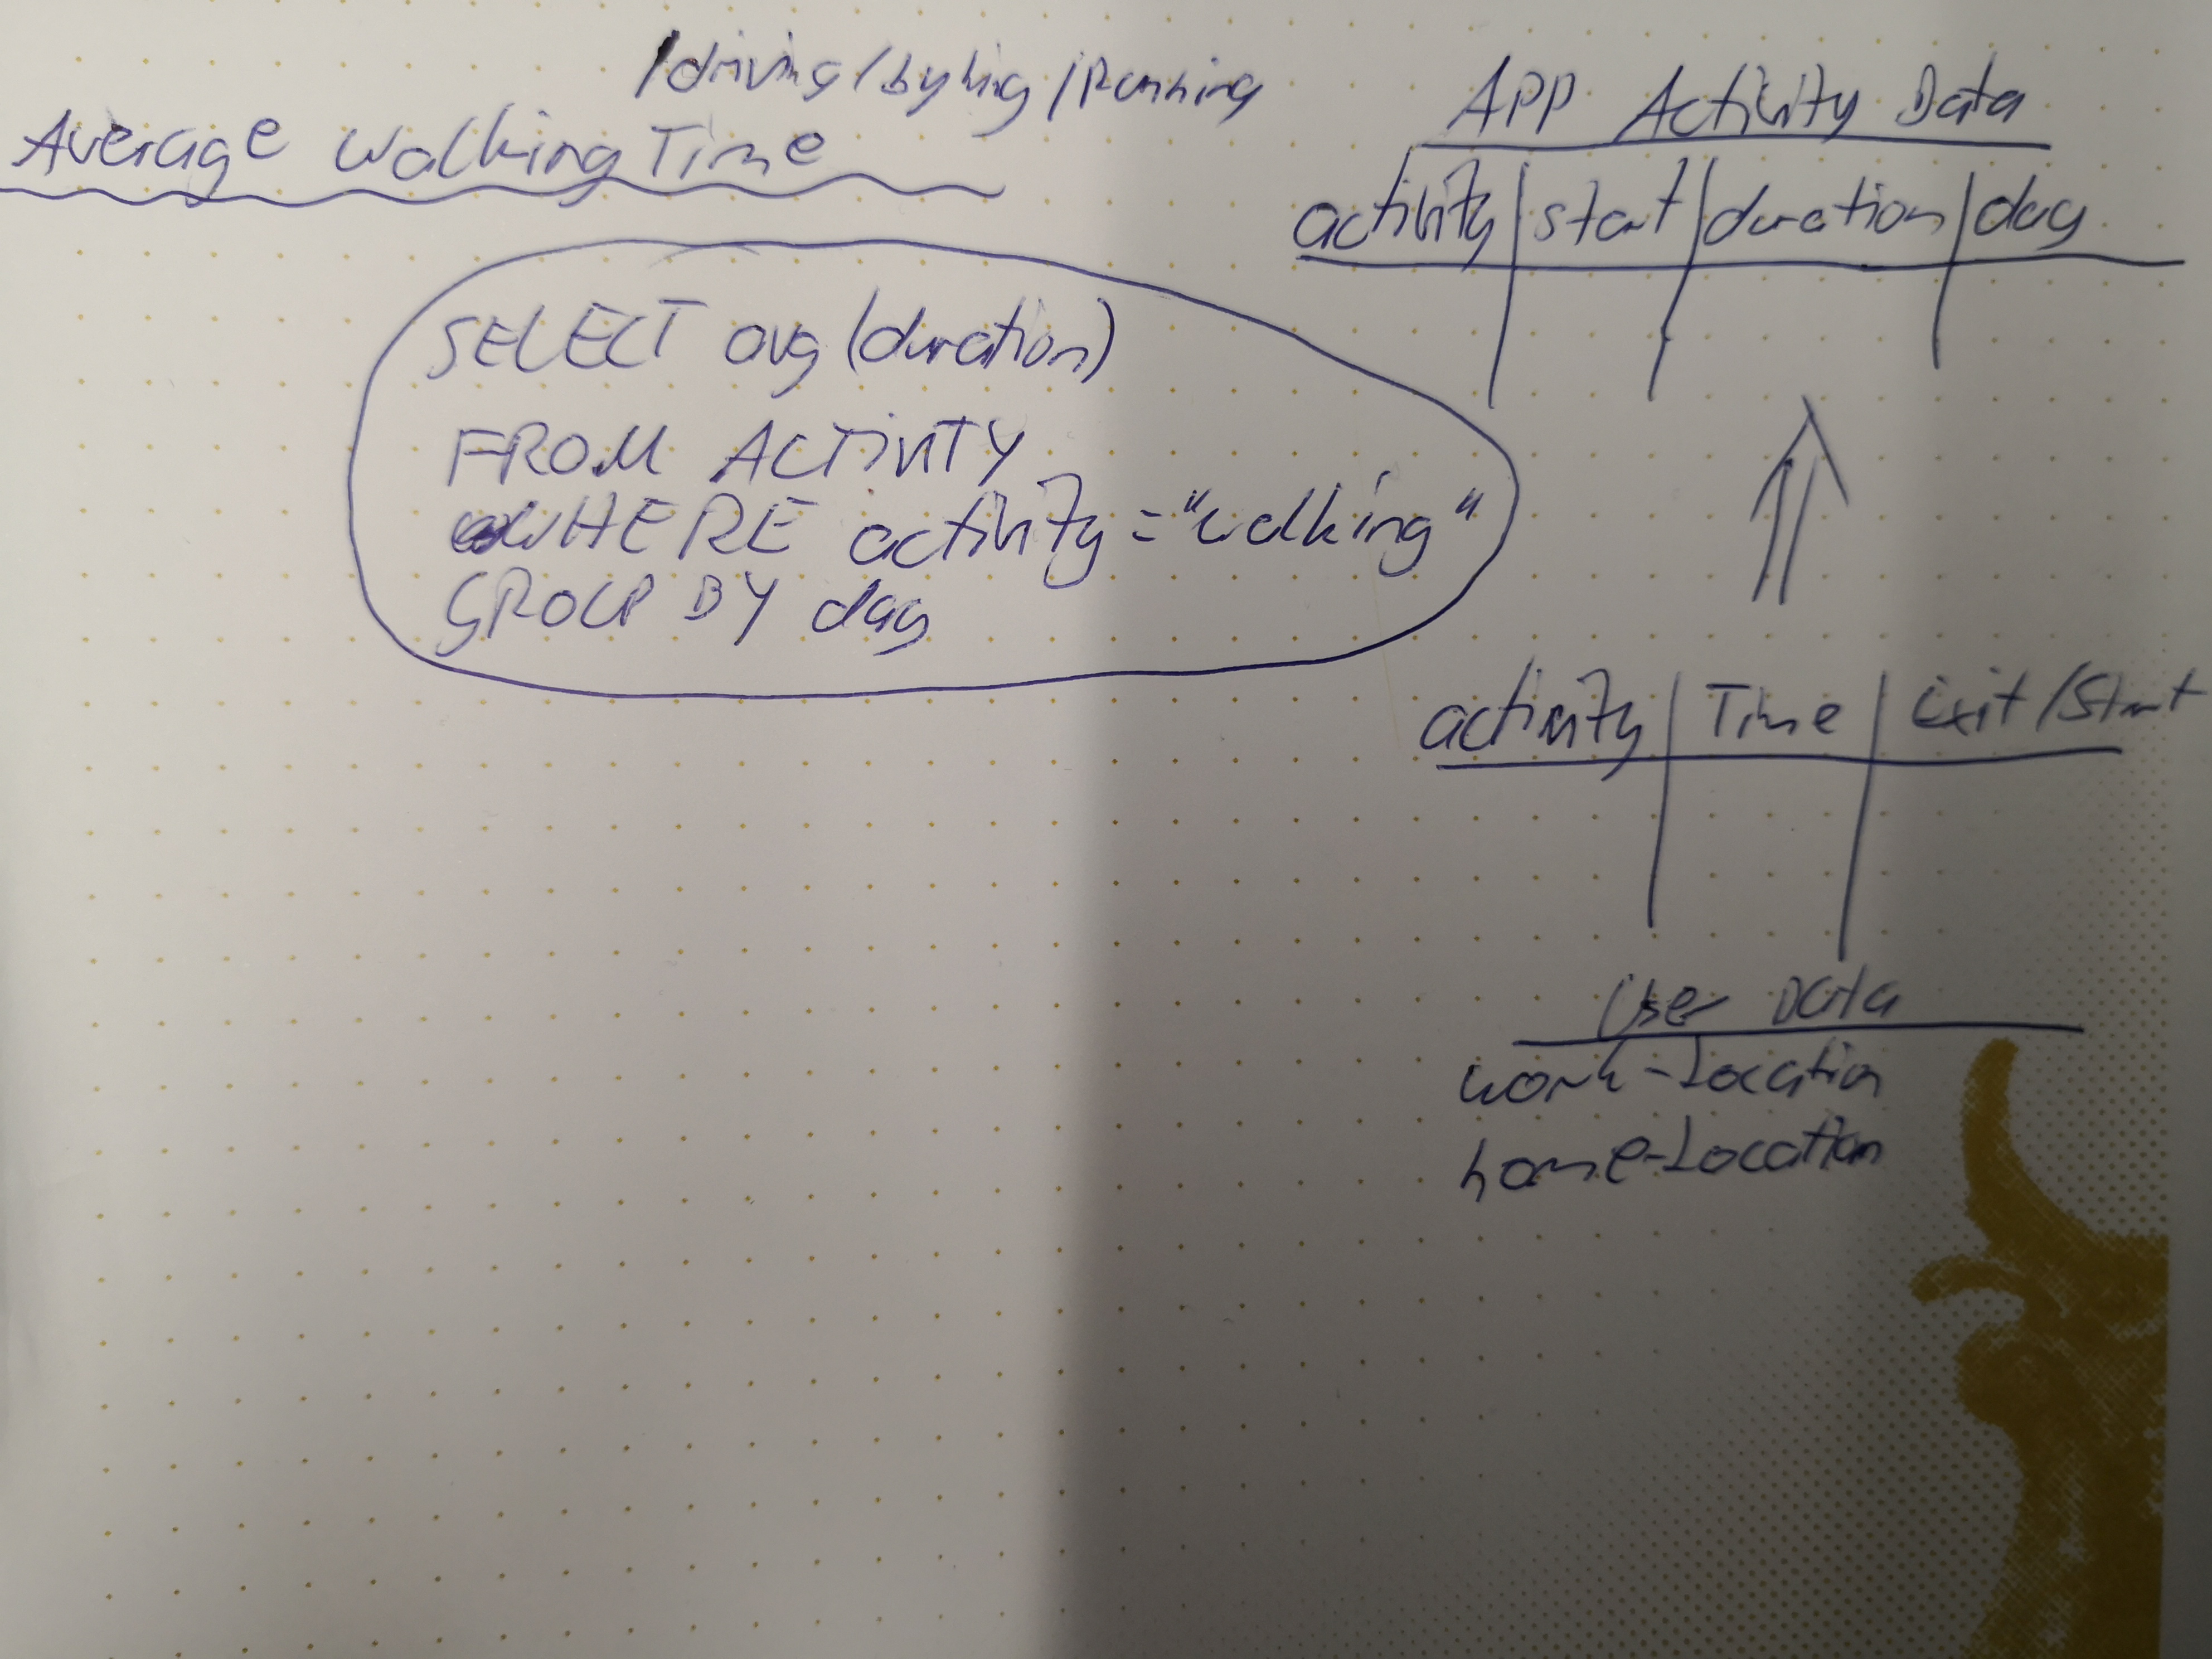 /driving/byking/Running
Average walking Time
SELECT avg (duration)
FROM ACTIVITY
WHERE activity = "walking"
GROUP BY day
APP Activity Data
activity | start | duration | day
activity | Time | Exit/Start
User Data
work-Location
home-Location